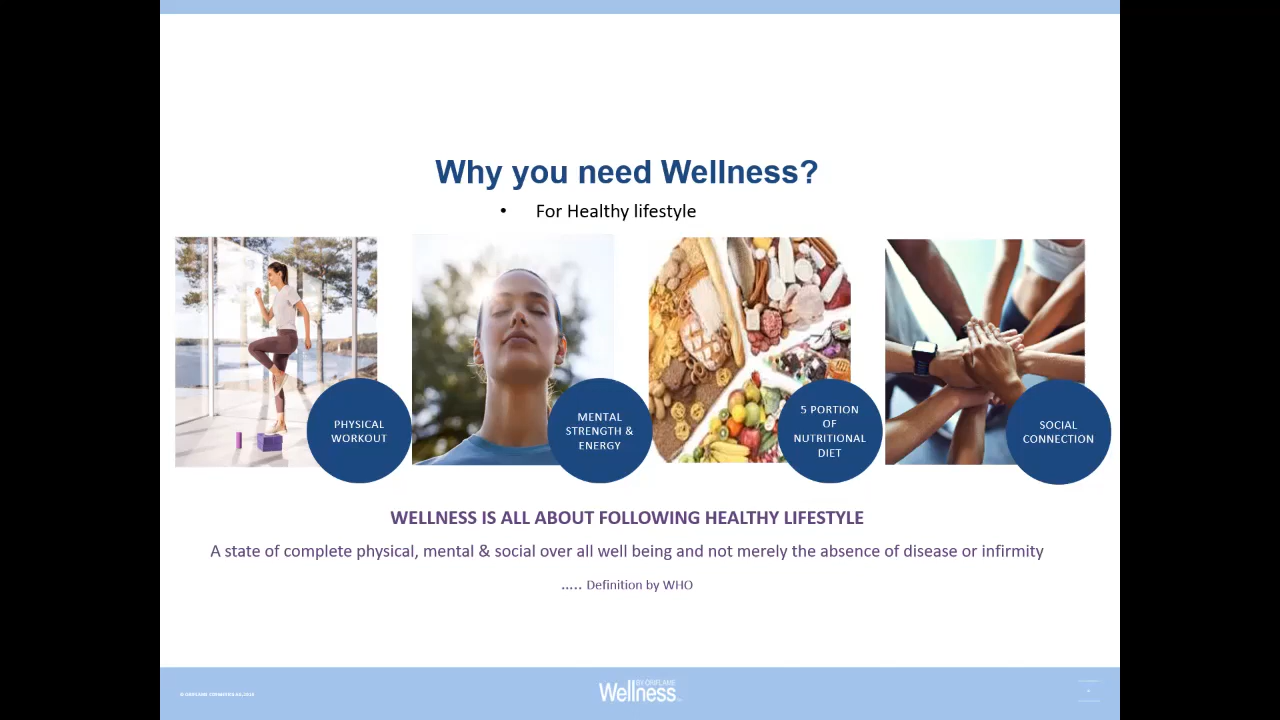 Why you need Wellness?
• For Healthy lifestyle
PHYSICAL
WORKOUT
MENTAL
STRENGTH &
ENERGY
5 PORTION
OF
NUTRITIONAL
DIET
SOCIAL
CONNECTION
WELLNESS IS ALL ABOUT FOLLOWING HEALTHY LIFESTYLE
A state of complete physical, mental & social over all well being and not merely the absence of disease or infirmity
..... Definition by WHO
BY ORIFLAME
Wellness